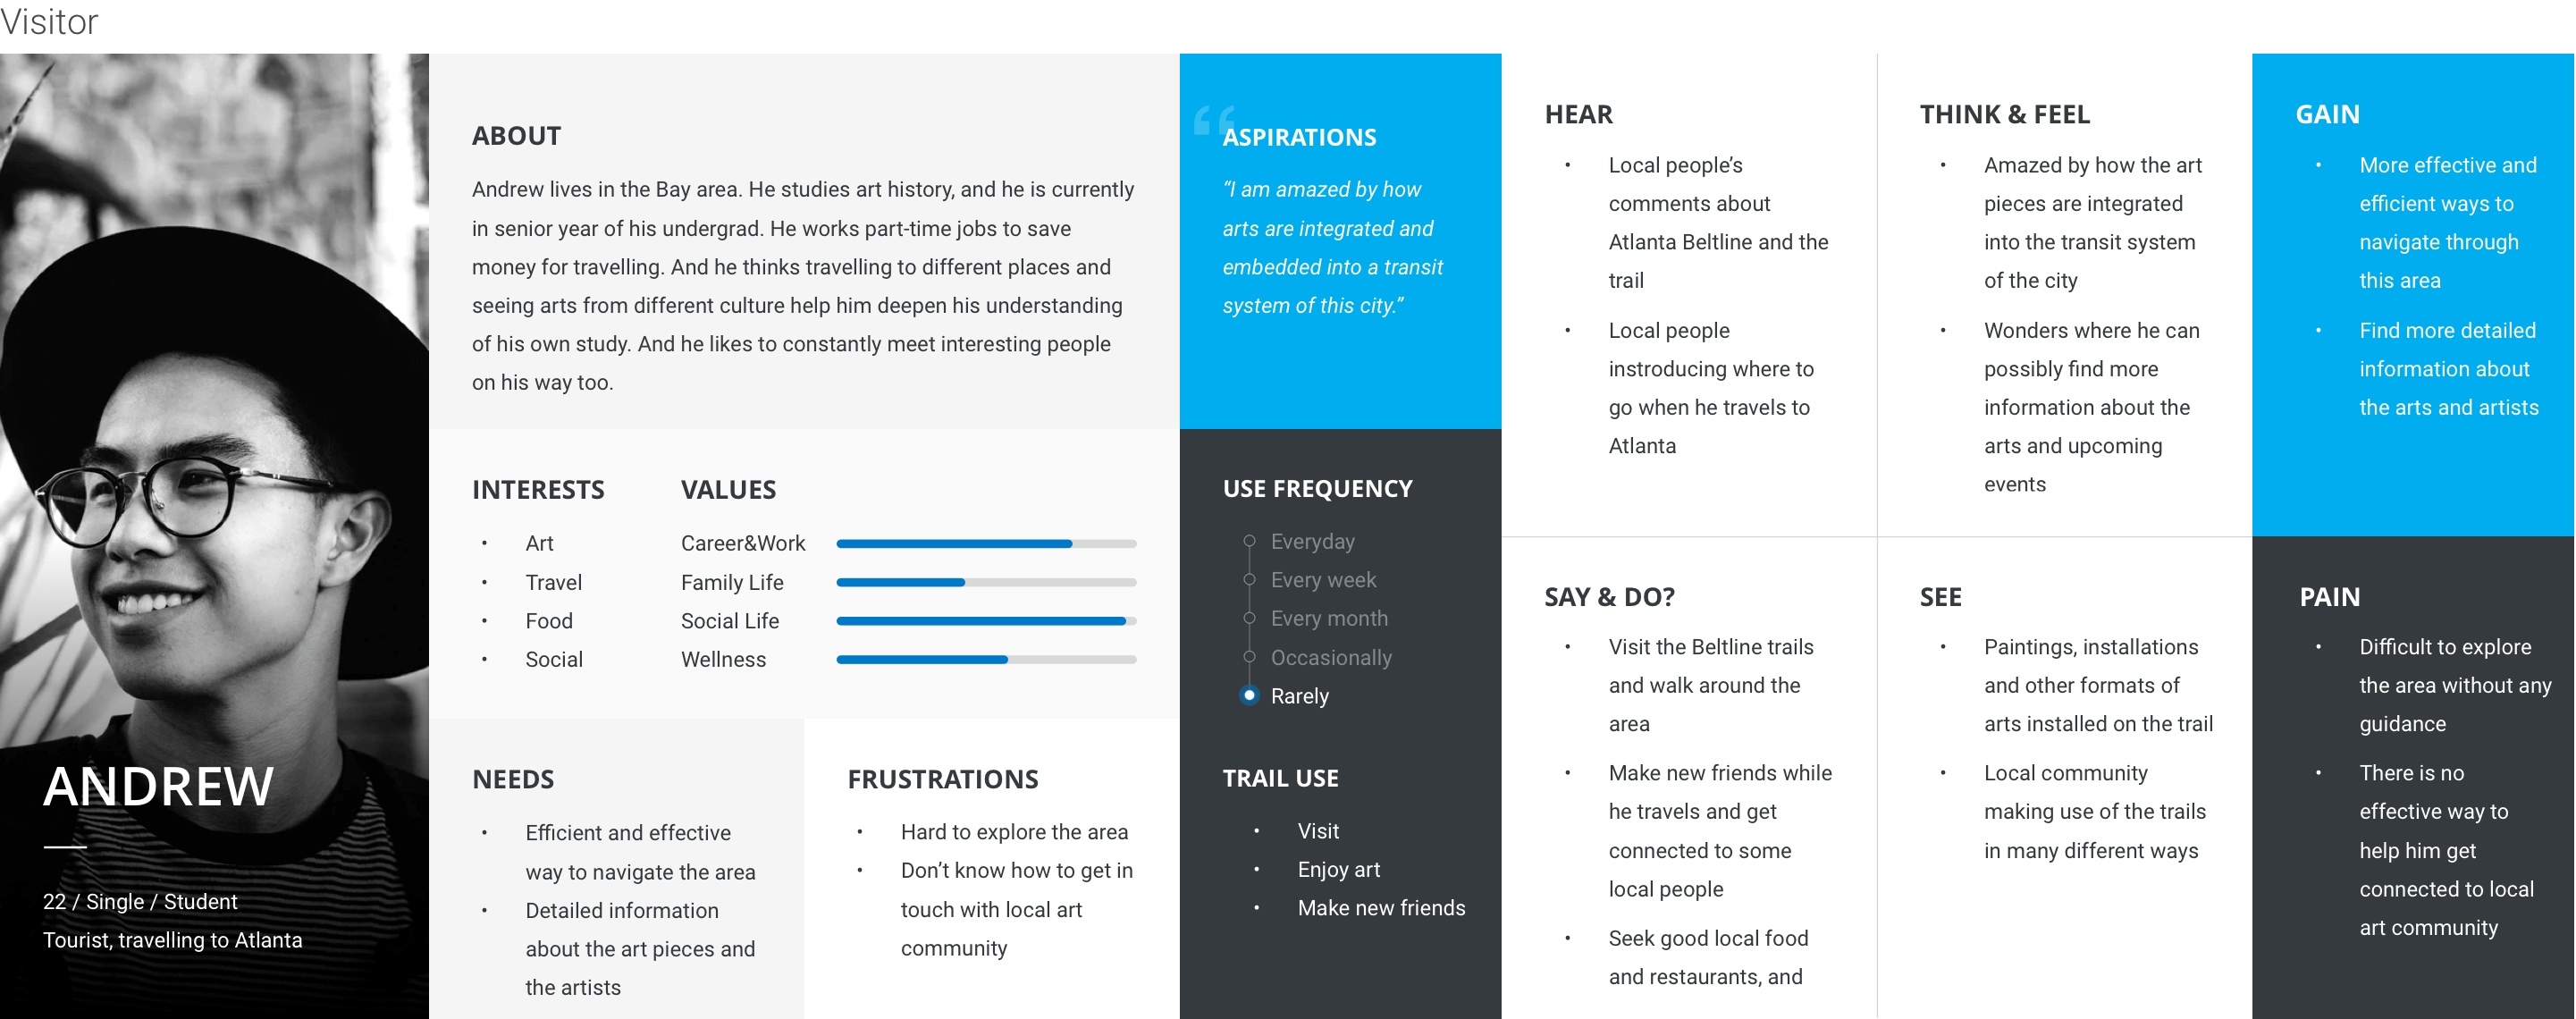 Visitor
ANDREW
22 / Single / Student
Tourist, travelling to Atlanta
ABOUT
Andrew lives in the Bay area. He studies art history, and he is currently
in senior year of his undergrad. He works part-time jobs to save
money for travelling. And he thinks travelling to different places and
seeing arts from different culture help him deepen his understanding
of his own study. And he likes to constantly meet interesting people
on his way too.
INTERESTS
• Art
• Travel
• Food
• Social
VALUES
Career&Work
Family Life
Social Life
Wellness
NEEDS
• Efficient and effective
way to navigate the area
• Detailed information
about the art pieces and
the artists
FRUSTRATIONS
• Hard to explore the area
• Don’t know how to get in
touch with local art
community
“
ASPIRATIONS
“I am amazed by how
arts are integrated and
embedded into a transit
system of this city.”
USE FREQUENCY
Everyday
Every week
Every month
Occasionally
Rarely
TRAIL USE
• Visit
• Enjoy art
• Make new friends
HEAR
• Local people’s
comments about
Atlanta Beltline and the
trail
• Local people
instroducing where to
go when he travels to
Atlanta
THINK & FEEL
• Amazed by how the art
pieces are integrated
into the transit system
of the city
• Wonders where he can
possibly find more
information about the
arts and upcoming
events
GAIN
• More effective and
efficient ways to
navigate through
this area
• Find more detailed
information about
the arts and artists
SAY & DO?
• Visit the Beltline trails
and walk around the
area
• Make new friends while
he travels and get
connected to some
local people
• Seek good local food
and restaurants, and
SEE
• Paintings, installations
and other formats of
arts installed on the trail
• Local community
making use of the trails
in many different ways
PAIN
• Difficult to explore
the area without any
guidance
• There is no
effective way to
help him get
connected to local
art community